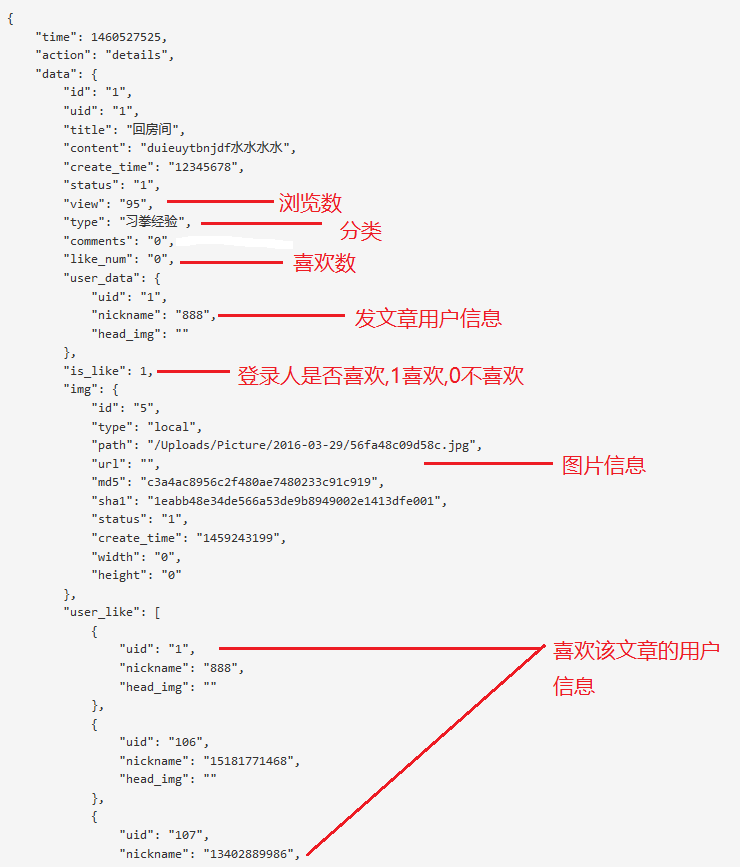 {
"time": 1460527525,
"action": "details",
"data": {
"id": "1",
"uid": "1",
"title": "回房间",
"content": "duieuytbnjdf水水水水",
"create_time": "12345678",
"status": "1",
"view": "95", 浏览数
"type": "习拳经验", 分类
"comments": "0",
"like_num": "0", 喜欢数
"user_data": {
"uid": "1",
"nickname": "888", 发文章用户信息
"head_img": ""
},
"is_like": 1, 登录人是否喜欢,1喜欢,0不喜欢
"img": {
"id": "5",
"type": "local",
"path": "/Uploads/Picture/2016-03-29/56fa48c09d58c.jpg",
"url": "", 图片信息
"md5": "c3a4ac8956c2f480ae7480233c91c919",
"sha1": "1eabb48e34de566a53de9b8949002e1413dfe001",
"status": "1",
"create_time": "1459243199",
"width": "0",
"height": "0"
},
"user_like": [
{
"uid": "1", 喜欢该文章的用户
"nickname": "888",
"head_img": "" 信息
},
{
"uid": "106",
"nickname": "15181771468",
"head_img": ""
},
{
"uid": "107",
"nickname": "13402889986",